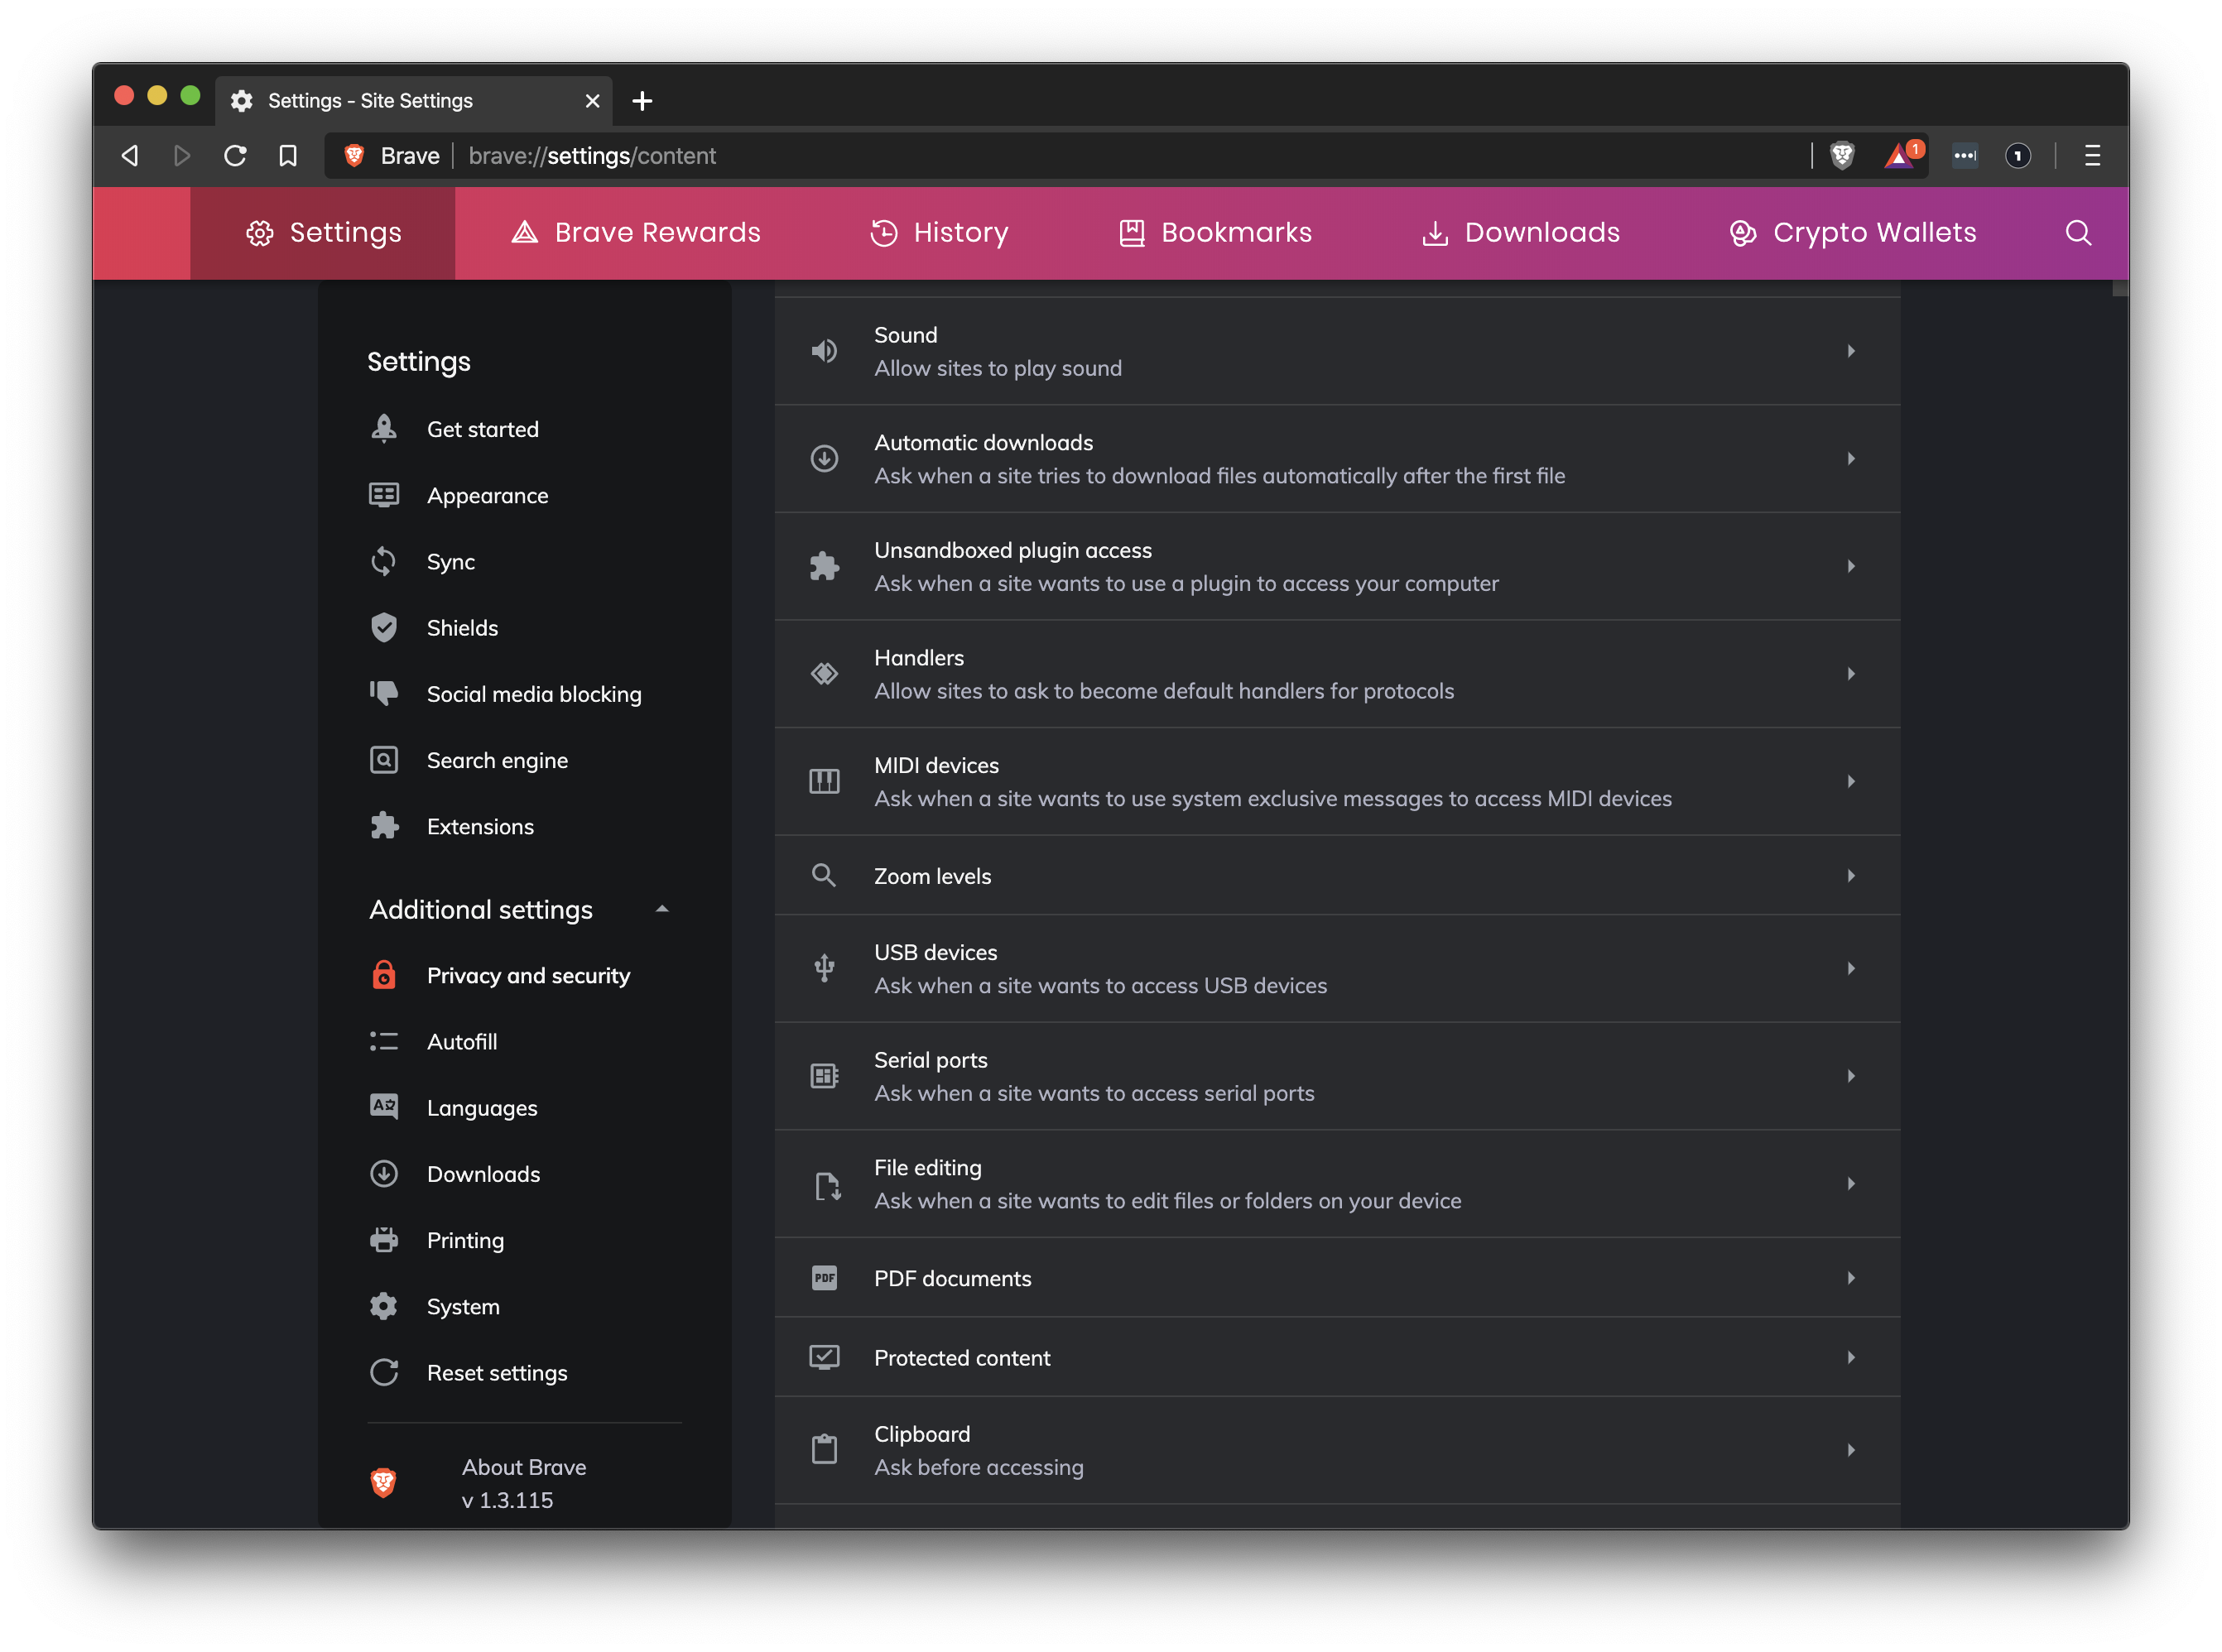 Settings - Site Settings
Brave
brave://settings/content
1
1
Settings
Brave Rewards
History
Bookmarks
Downloads
Crypto Wallets
Settings
Get started
Appearance
Sync
Shields
Social media blocking
Search engine
Extensions
Additional settings
Privacy and security
Autofill
Languages
Downloads
Printing
System
Reset settings
About Brave
v 1.3.115
Sound
Allow sites to play sound
Automatic downloads
Ask when a site tries to download files automatically after the first file
Unsandboxed plugin access
Ask when a site wants to use a plugin to access your computer
Handlers
Allow sites to ask to become default handlers for protocols
MIDI devices
Ask when a site wants to use system exclusive messages to access MIDI devices
Zoom levels
USB devices
Ask when a site wants to access USB devices
Serial ports
Ask when a site wants to access serial ports
File editing
Ask when a site wants to edit files or folders on your device
PDF
PDF documents
Protected content
Clipboard
Ask before accessing